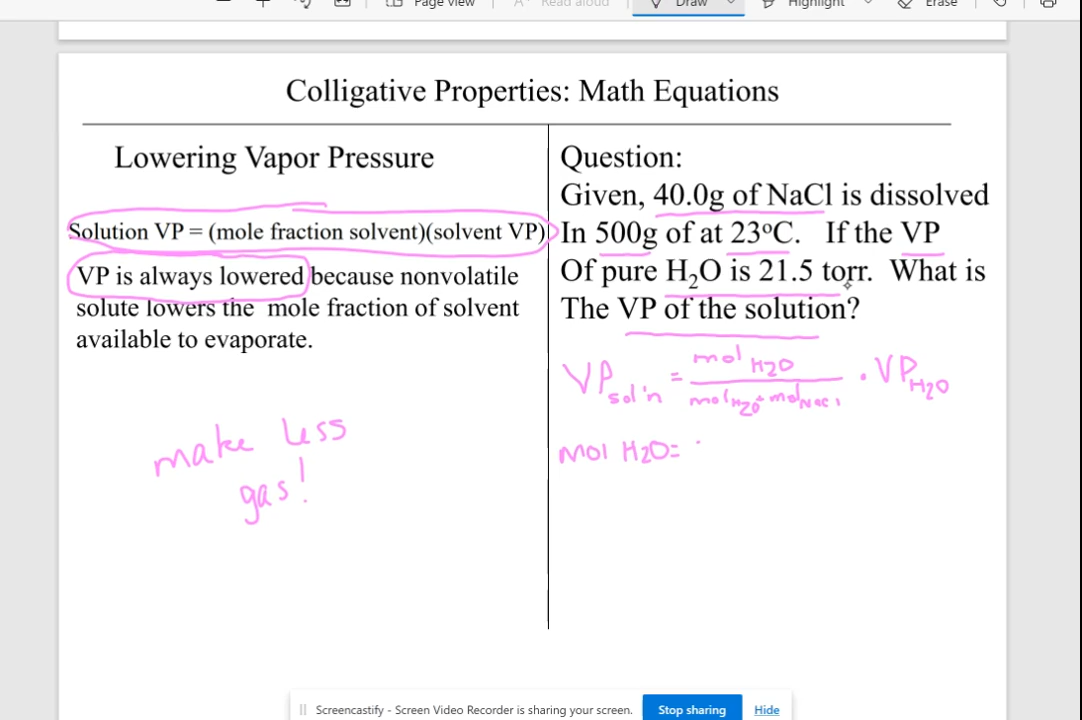 Page view
Read aloud
Draw
Highlight
Erase
Colligative Properties: Math Equations
Lowering Vapor Pressure
Solution VP = (mole fraction solvent)(solvent VP)
VP is always lowered because nonvolatile
solute lowers the mole fraction of solvent
available to evaporate.
make less
gas!
Question:
Given, 40.0g of NaCl is dissolved
In 500g of at 23°C. If the VP
Of pure H₂O is 21.5 torr. What is
The VP of the solution?
VP sol'n = mol H2O / mol H2O + mol NaCl · VP H2O
mol H2O=
Screencastify - Screen Video Recorder is sharing your screen.
Stop sharing
Hide